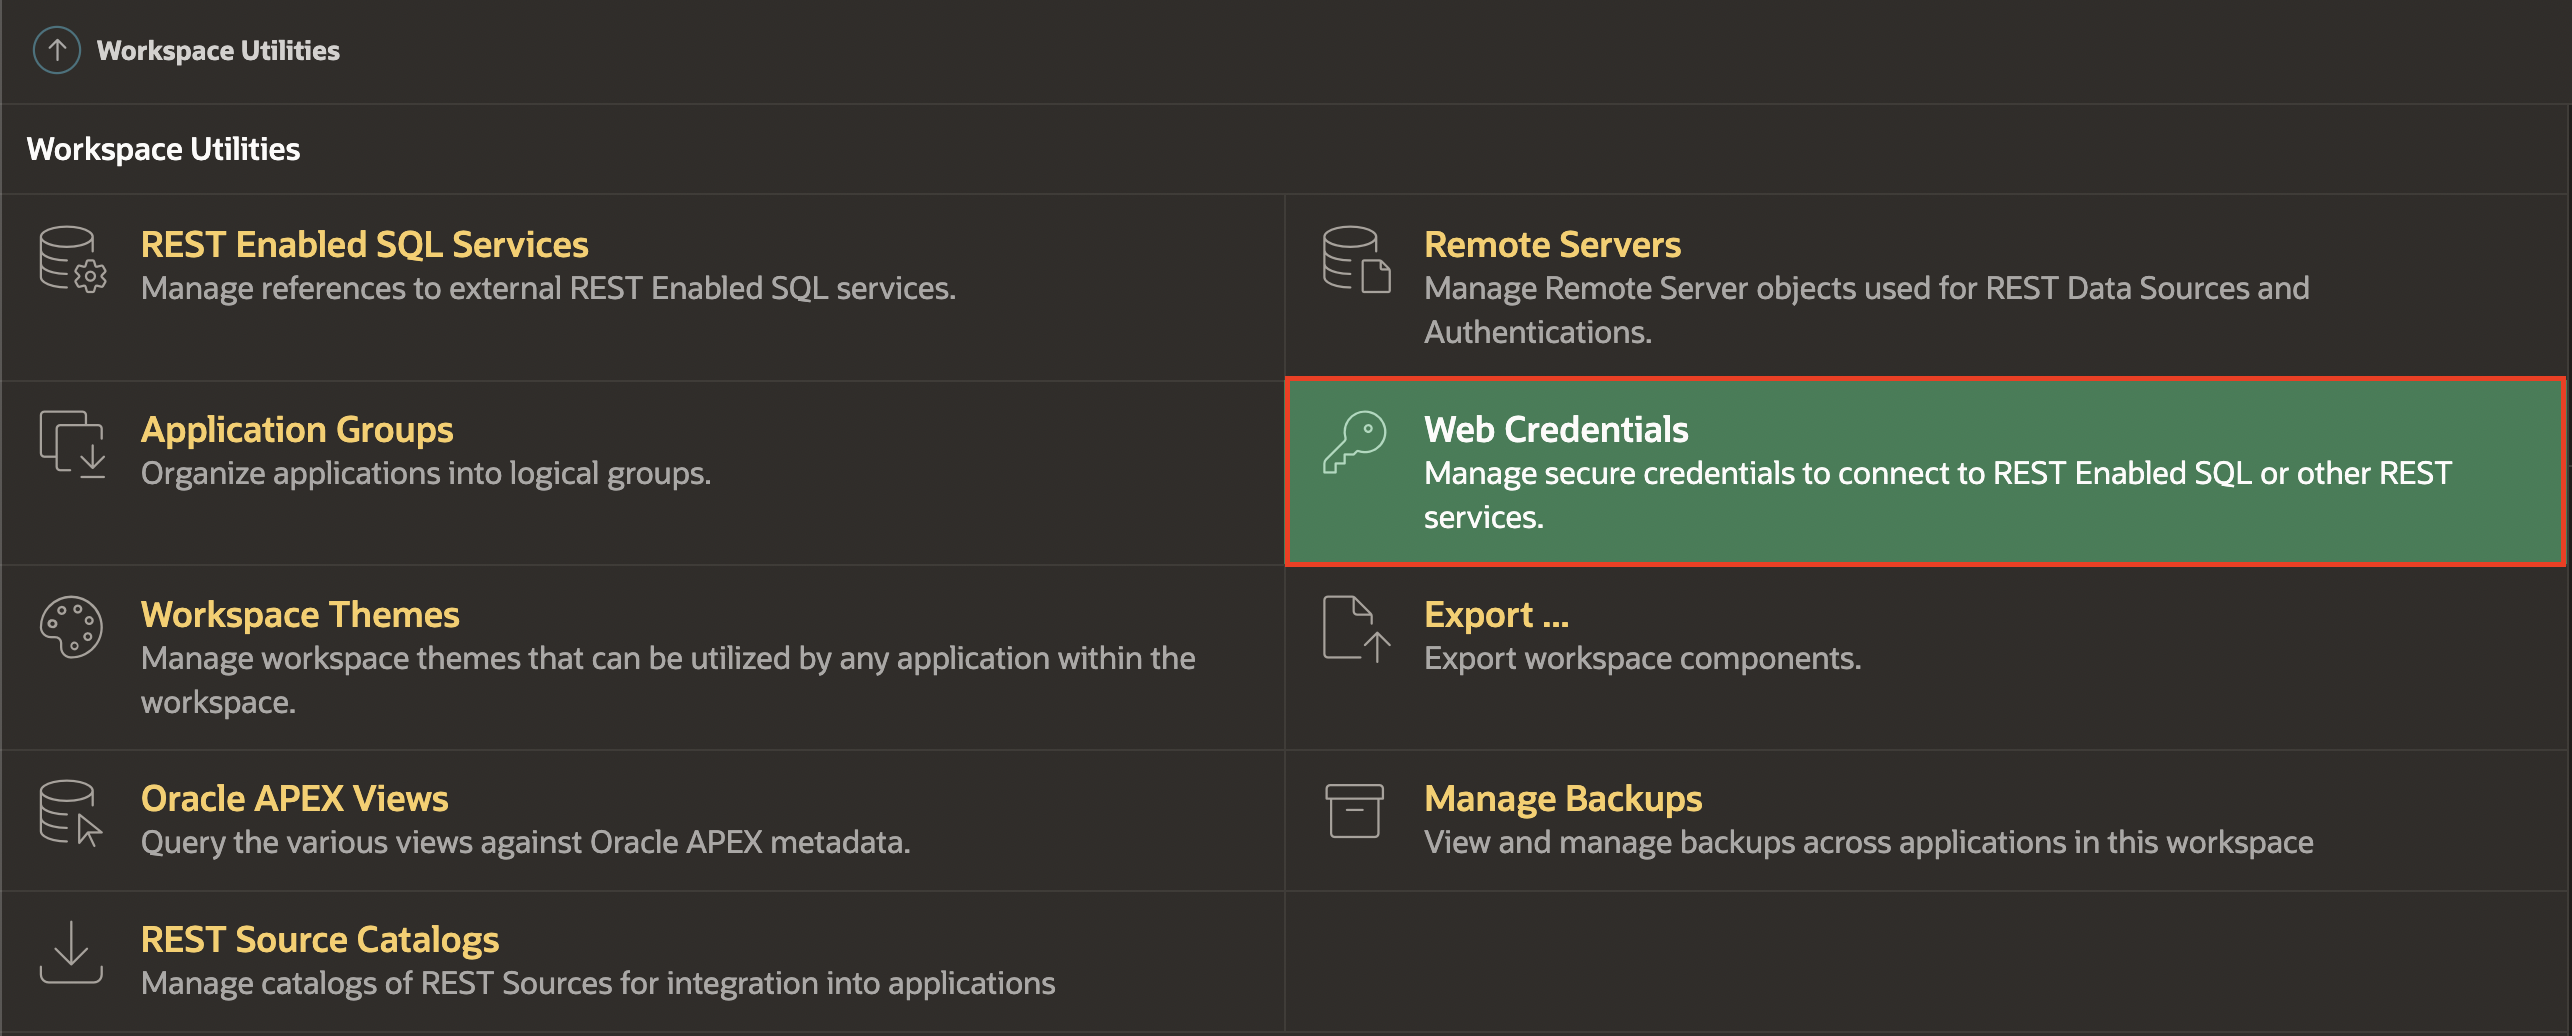 Workspace Utilities
Workspace Utilities
REST Enabled SQL Services
Manage references to external REST Enabled SQL services.
Remote Servers
Manage Remote Server objects used for REST Data Sources and
Authentications.
Application Groups
Organize applications into logical groups.
Web Credentials
Manage secure credentials to connect to REST Enabled SQL or other REST
services.
Workspace Themes
Manage workspace themes that can be utilized by any application within the
workspace.
Export ...
Export workspace components.
Oracle APEX Views
Query the various views against Oracle APEX metadata.
Manage Backups
View and manage backups across applications in this workspace
REST Source Catalogs
Manage catalogs of REST Sources for integration into applications